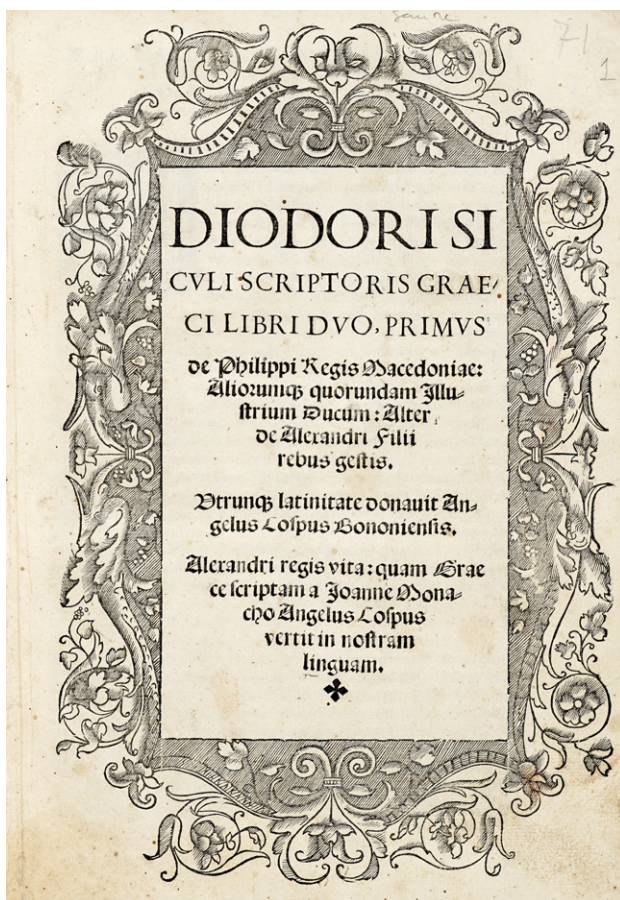 71
1
DIODORI SI
CVLI SCRIPTORIS GRAE/
CI LIBRI DVO, PRIMVS
de Philippi Regis Macedoniae:
Aliorumqꝫ quorundam Illu-
strium Ducum: Alter
de Alexandri Filii
rebus gestis.
Vtrunqꝫ latinitate donauit An-
gelus Cospus Bononiensis.
Alexandri regis vita: quam Grae
ce scriptam a Joanne Mona-
cho Angelus Cospus
vertit in nostram
linguam.